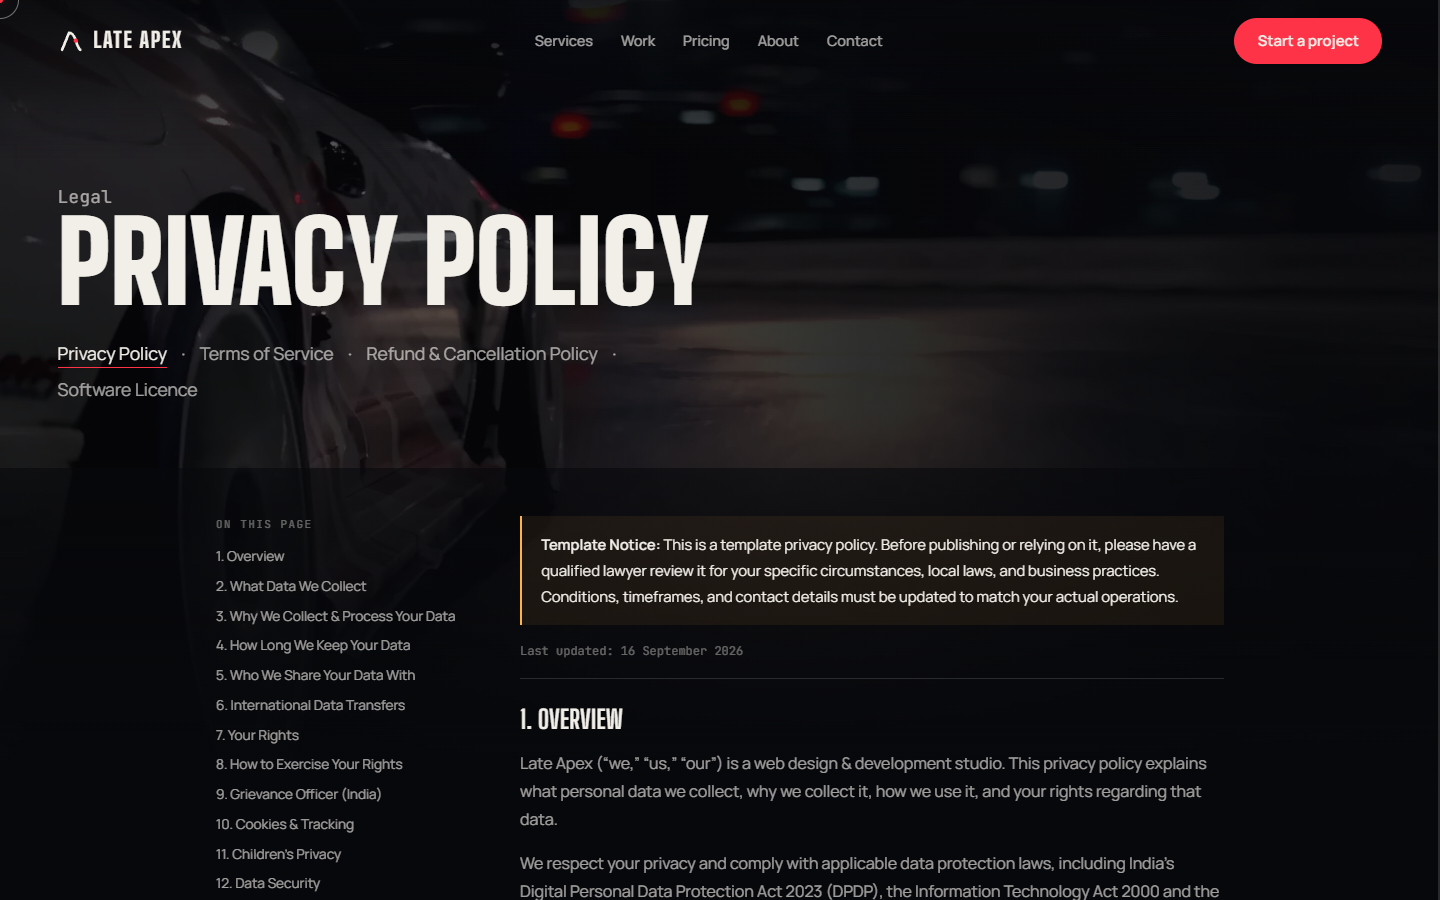 LATE APEX
Services Work Pricing About Contact
Start a project
Legal
PRIVACY POLICY
Privacy Policy · Terms of Service · Refund & Cancellation Policy ·
Software Licence
ON THIS PAGE
1. Overview
2. What Data We Collect
3. Why We Collect & Process Your Data
4. How Long We Keep Your Data
5. Who We Share Your Data With
6. International Data Transfers
7. Your Rights
8. How to Exercise Your Rights
9. Grievance Officer (India)
10. Cookies & Tracking
11. Children's Privacy
12. Data Security
Template Notice: This is a template privacy policy. Before publishing or relying on it, please have a
qualified lawyer review it for your specific circumstances, local laws, and business practices.
Conditions, timeframes, and contact details must be updated to match your actual operations.
Last updated: 16 September 2026
1. OVERVIEW
Late Apex (“we,” “us,” “our”) is a web design & development studio. This privacy policy explains
what personal data we collect, why we collect it, how we use it, and your rights regarding that
data.
We respect your privacy and comply with applicable data protection laws, including India's
Digital Personal Data Protection Act 2023 (DPDP), the Information Technology Act 2000 and the